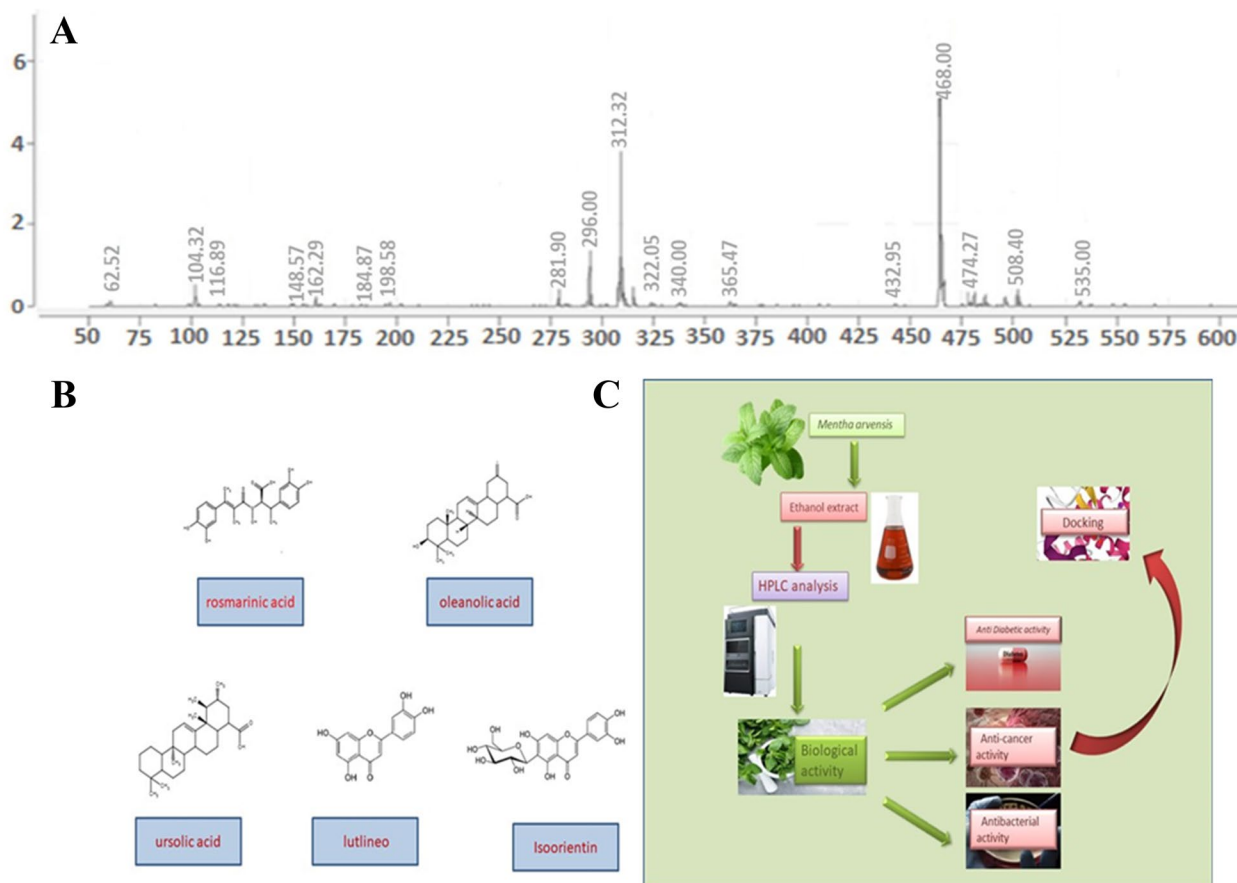 A
6
4
2
0
62.52
104.32
116.89
148.57
162.29
184.87
198.58
281.90
296.00
312.32
322.05
340.00
365.47
432.95
468.00
474.27
508.40
535.00
50 75 100 125 150 175 200 225 250 275 300 325 350 375 400 425 450 475 500 525 550 575 600
B
rosmarinic acid
oleanolic acid
ursolic acid
lutlineo
Isoorientin
C
Mentha arvensis
Ethanol extract
HPLC analysis
Biological
activity
Anti Diabetic activity
Anti-cancer
activity
Antibacterial
activity
Docking